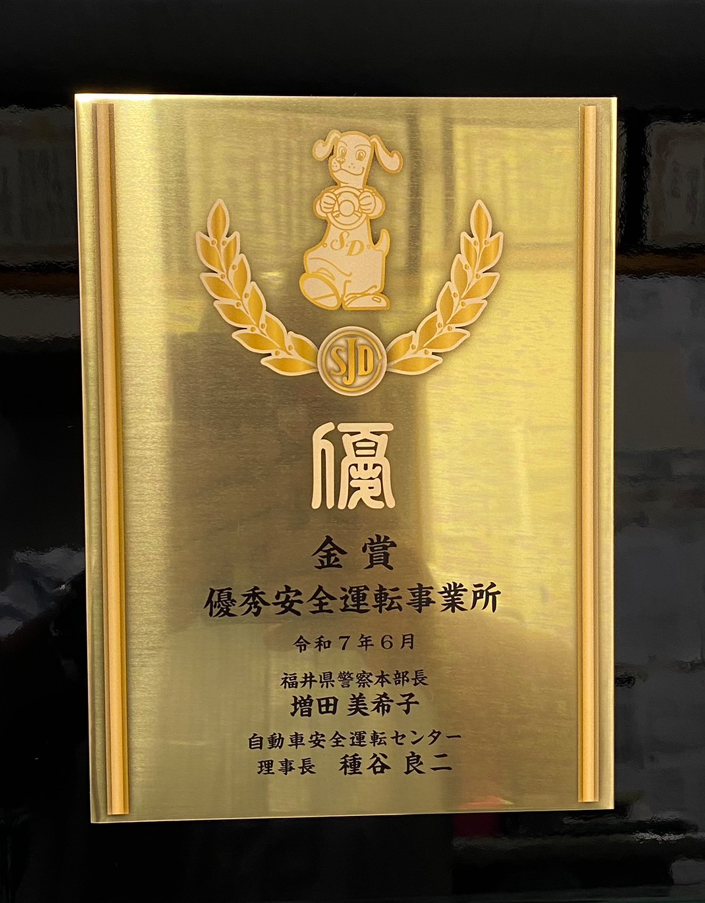 SD
SJD
優
金賞
優秀安全運転事業所
令和7年6月
福井県警察本部長
増田 美希子
自動車安全運転センター
理事長 種谷 良二